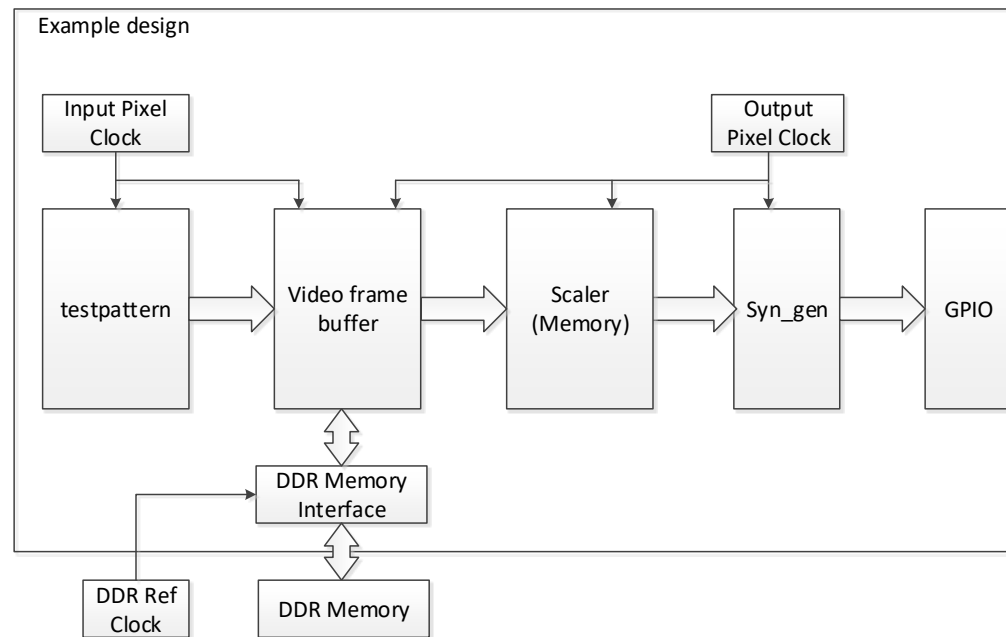 Example design
Input Pixel
Clock
Output
Pixel Clock
testpattern
Video frame
buffer
Scaler
(Memory)
Syn_gen
GPIO
DDR Memory
Interface
DDR Ref
Clock
DDR Memory